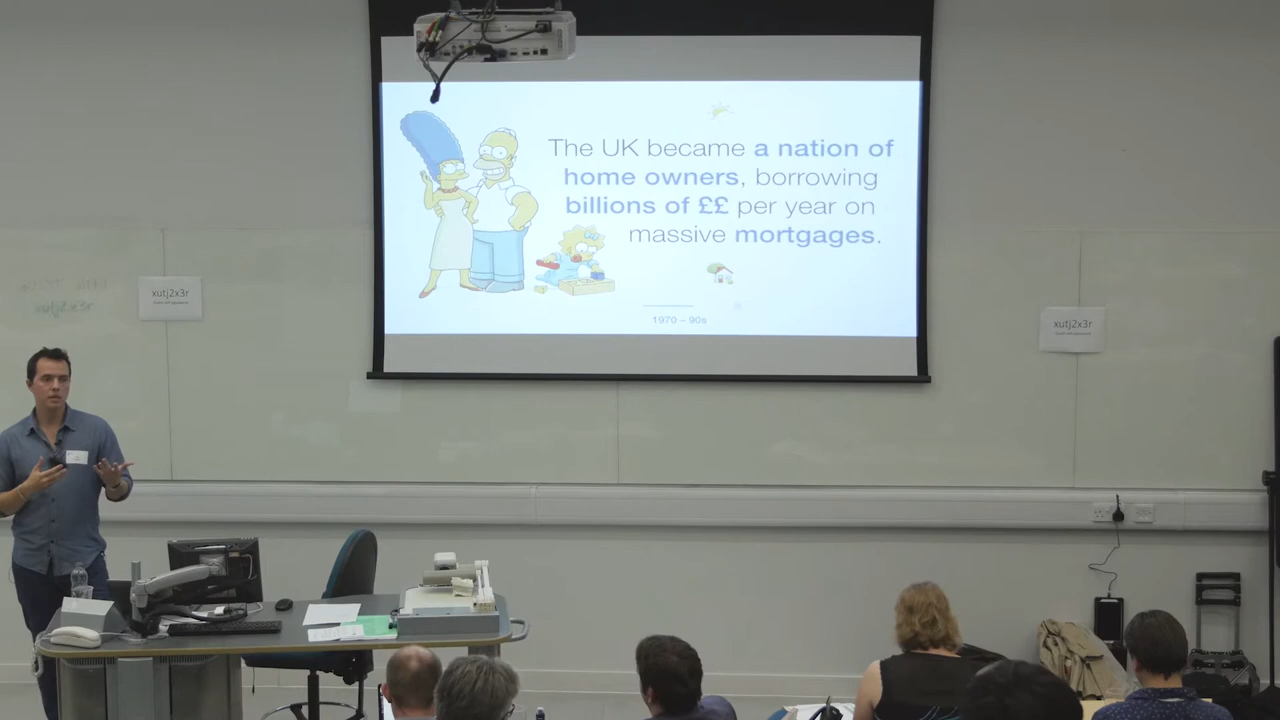 The UK became a nation of
home owners, borrowing
billions of ££ per year on
massive mortgages.
1970 – 90s
xutj2x3r
xutj2x3r
xutj2x3r